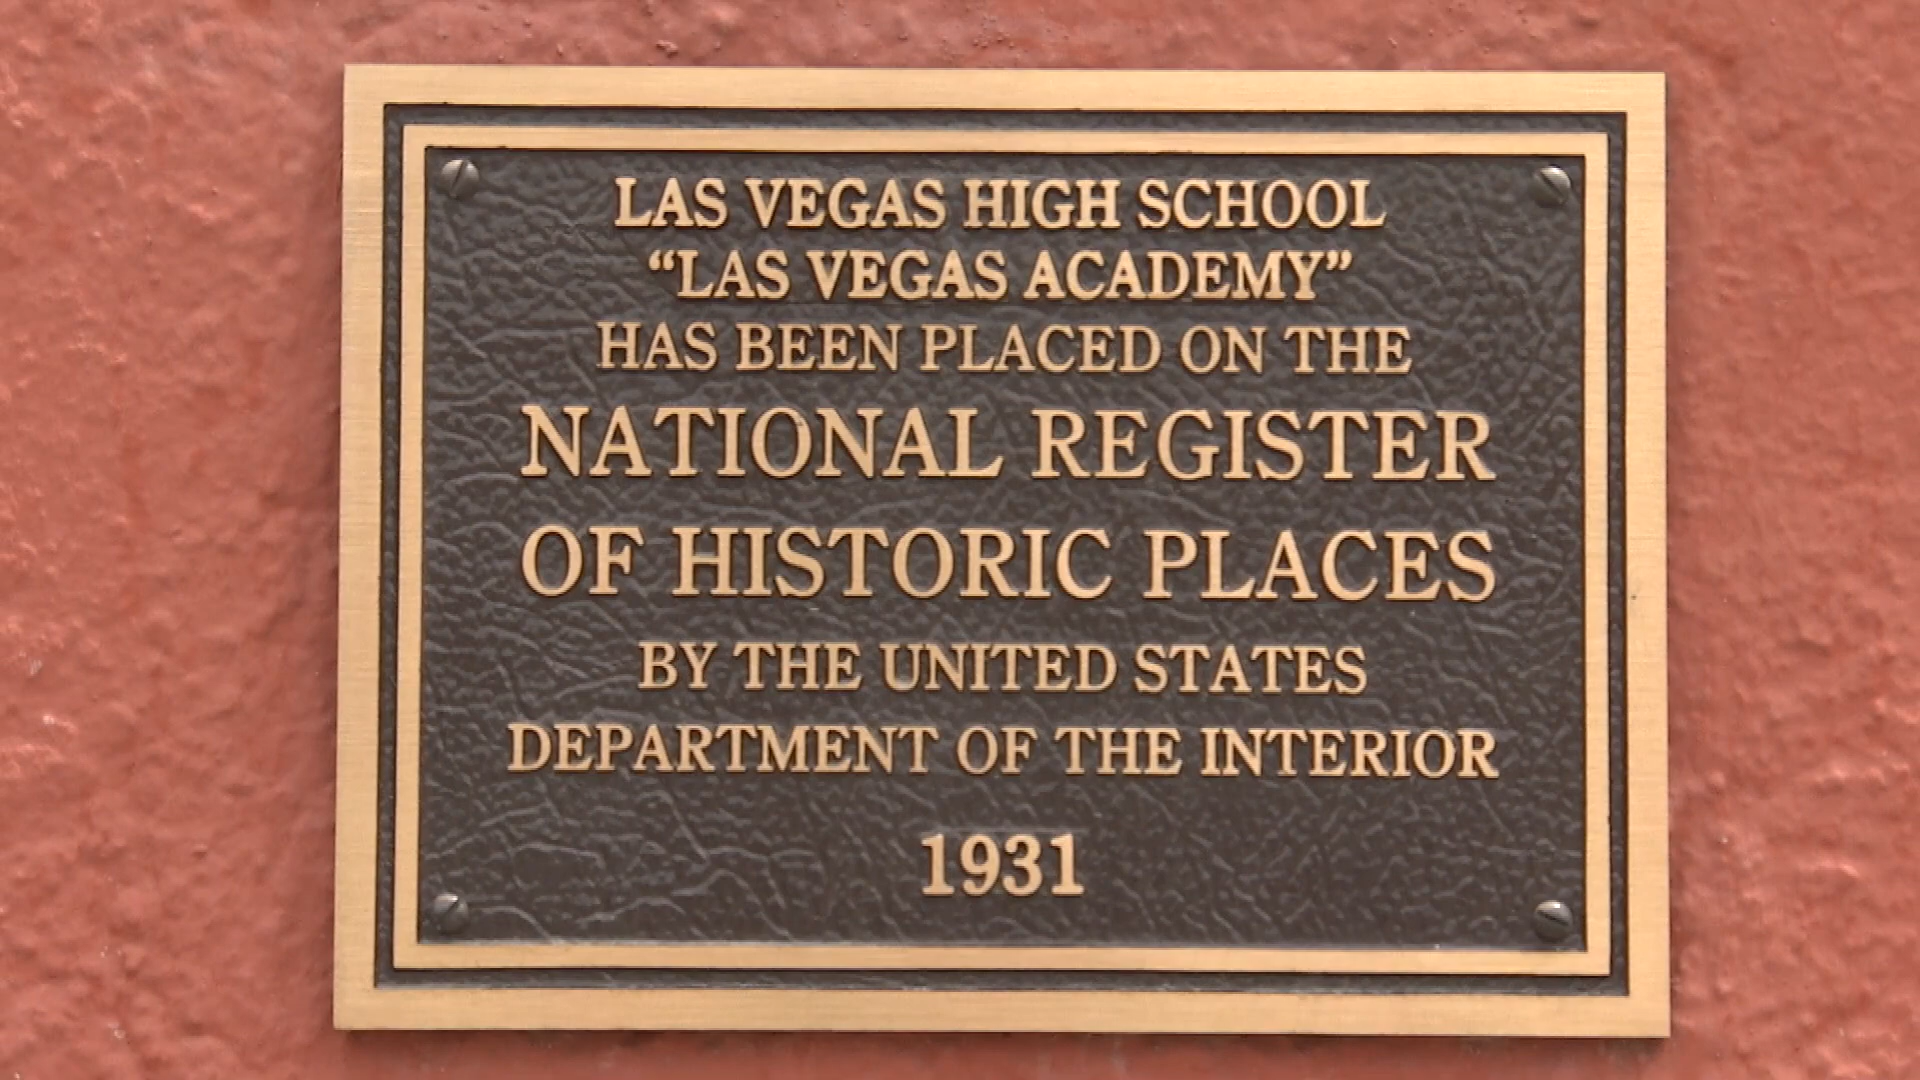 LAS VEGAS HIGH SCHOOL
“LAS VEGAS ACADEMY”
HAS BEEN PLACED ON THE
NATIONAL REGISTER
OF HISTORIC PLACES
BY THE UNITED STATES
DEPARTMENT OF THE INTERIOR
1931